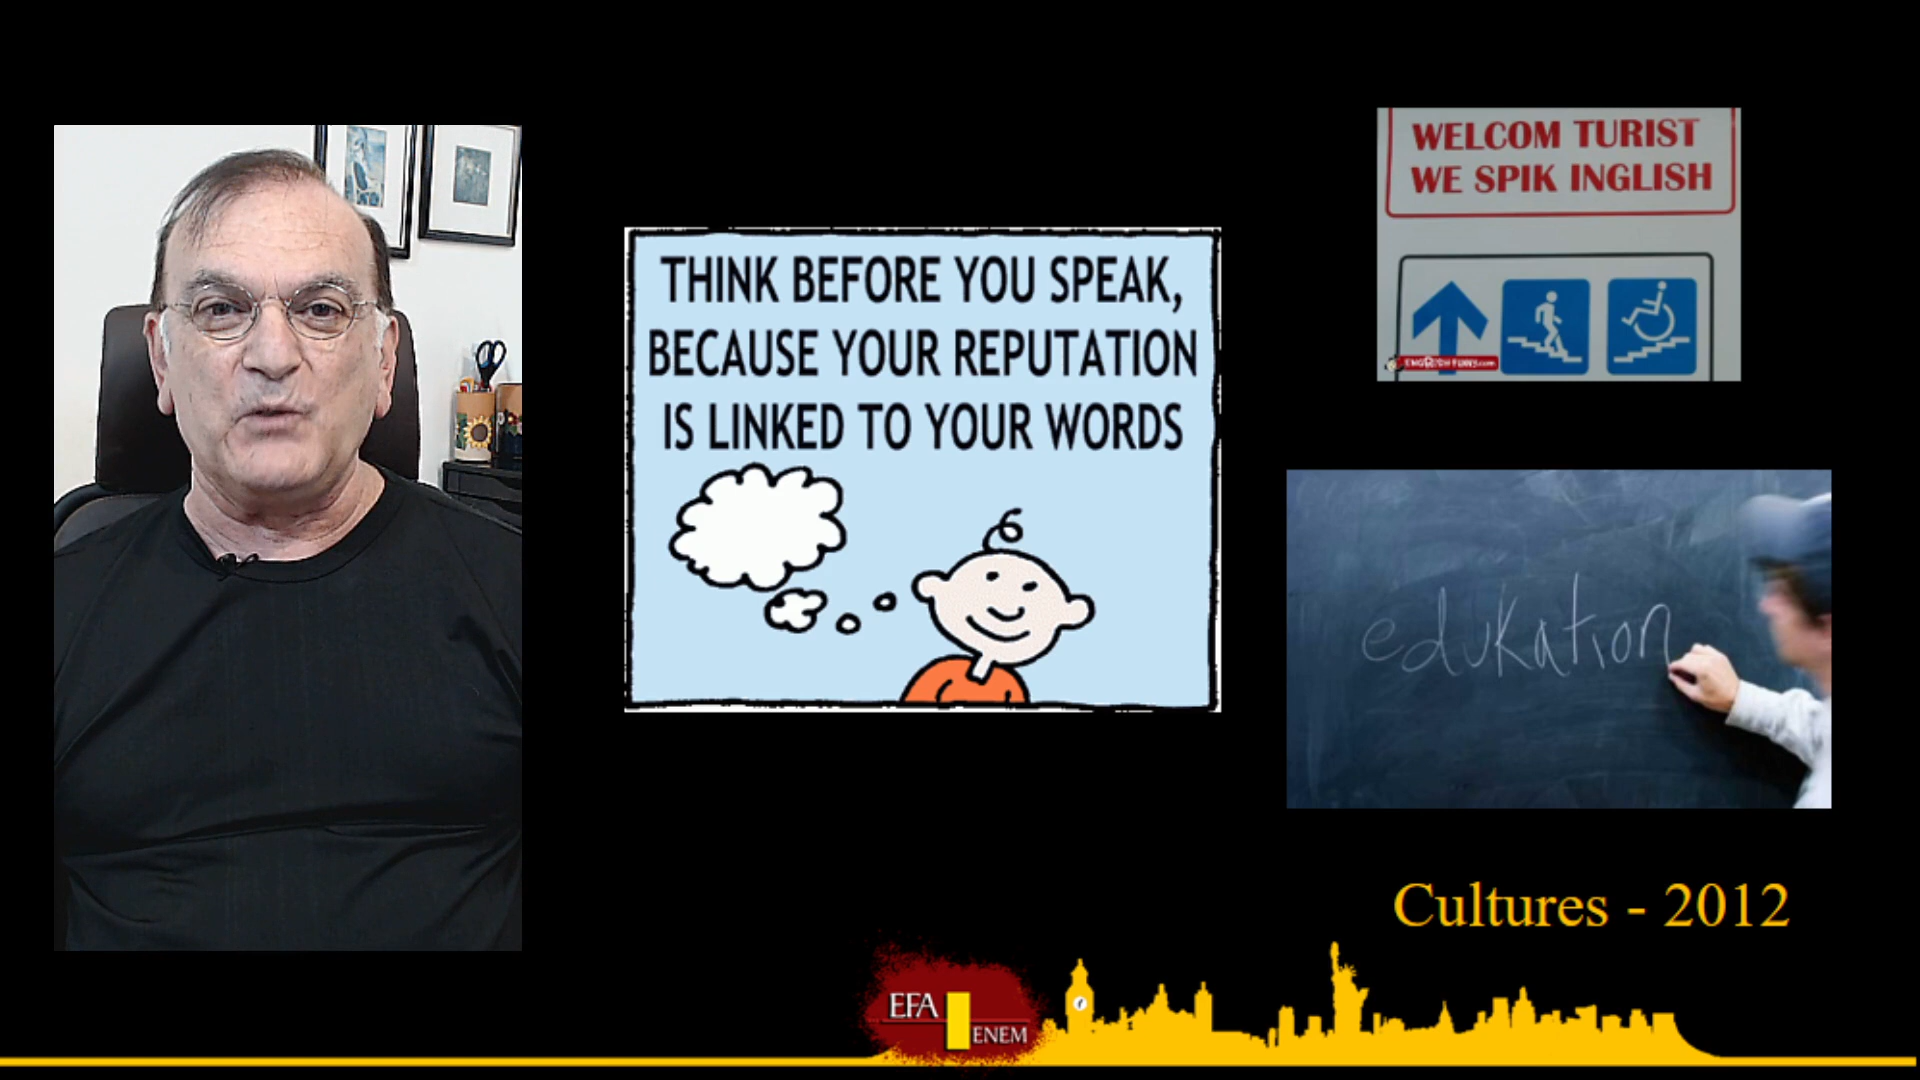 THINK BEFORE YOU SPEAK,
BECAUSE YOUR REPUTATION
IS LINKED TO YOUR WORDS
WELCOM TURIST
WE SPIK INGLISH
edukation
Cultures - 2012
EFA
ENEM